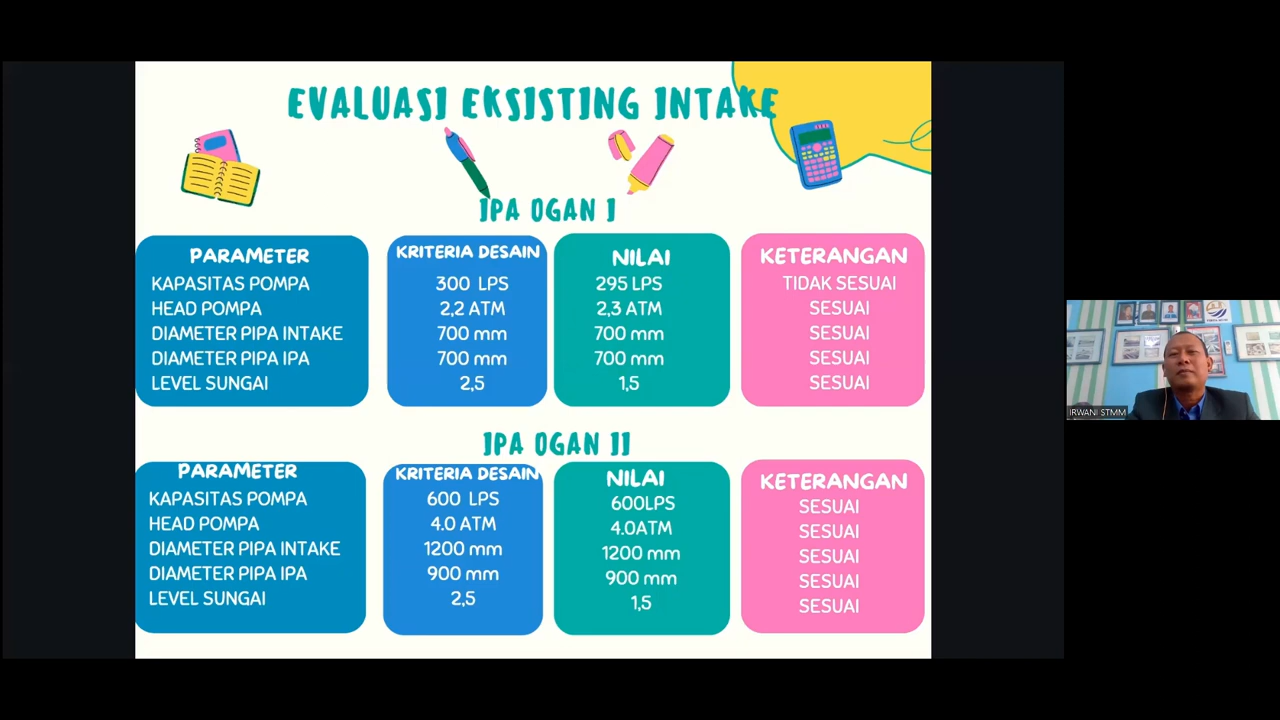 EVALUASI EKSISTING INTAKE
IPA OGAN I
PARAMETER KRITERIA DESAIN NILAI KETERANGAN
KAPASITAS POMPA 300 LPS 295 LPS TIDAK SESUAI
HEAD POMPA 2,2 ATM 2,3 ATM SESUAI
DIAMETER PIPA INTAKE 700 mm 700 mm SESUAI
DIAMETER PIPA IPA 700 mm 700 mm SESUAI
LEVEL SUNGAI 2,5 1,5 SESUAI
IPA OGAN II
PARAMETER KRITERIA DESAIN NILAI KETERANGAN
KAPASITAS POMPA 600 LPS 600LPS SESUAI
HEAD POMPA 4.0 ATM 4.0ATM SESUAI
DIAMETER PIPA INTAKE 1200 mm 1200 mm SESUAI
DIAMETER PIPA IPA 900 mm 900 mm SESUAI
LEVEL SUNGAI 2,5 1,5 SESUAI
IRWANI STMM